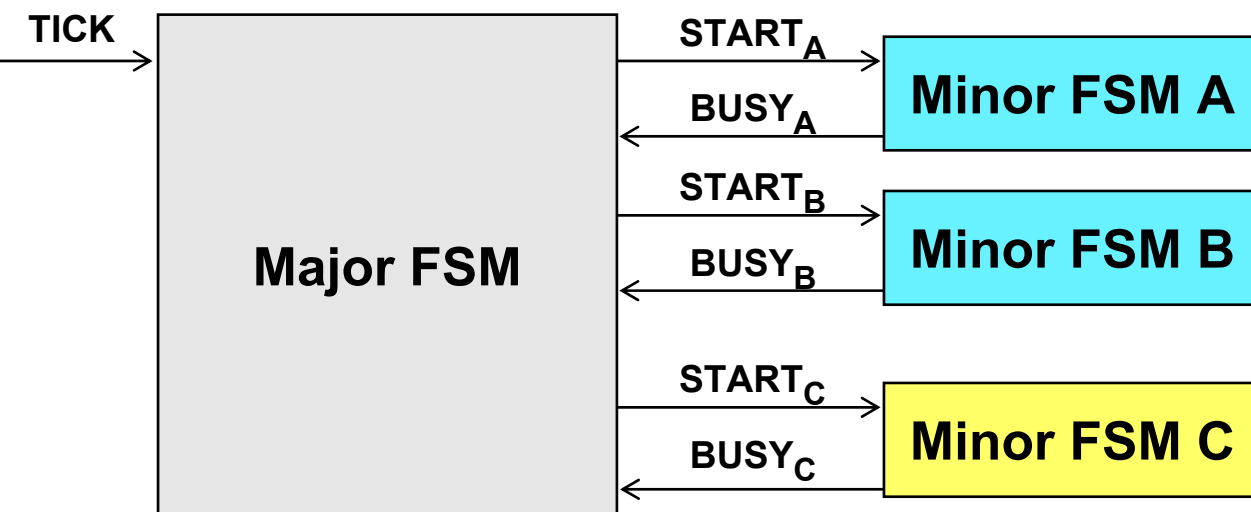 TICK
START_A
Minor FSM A
BUSY_A
START_B
Minor FSM B
BUSY_B
Major FSM
START_C
Minor FSM C
BUSY_C